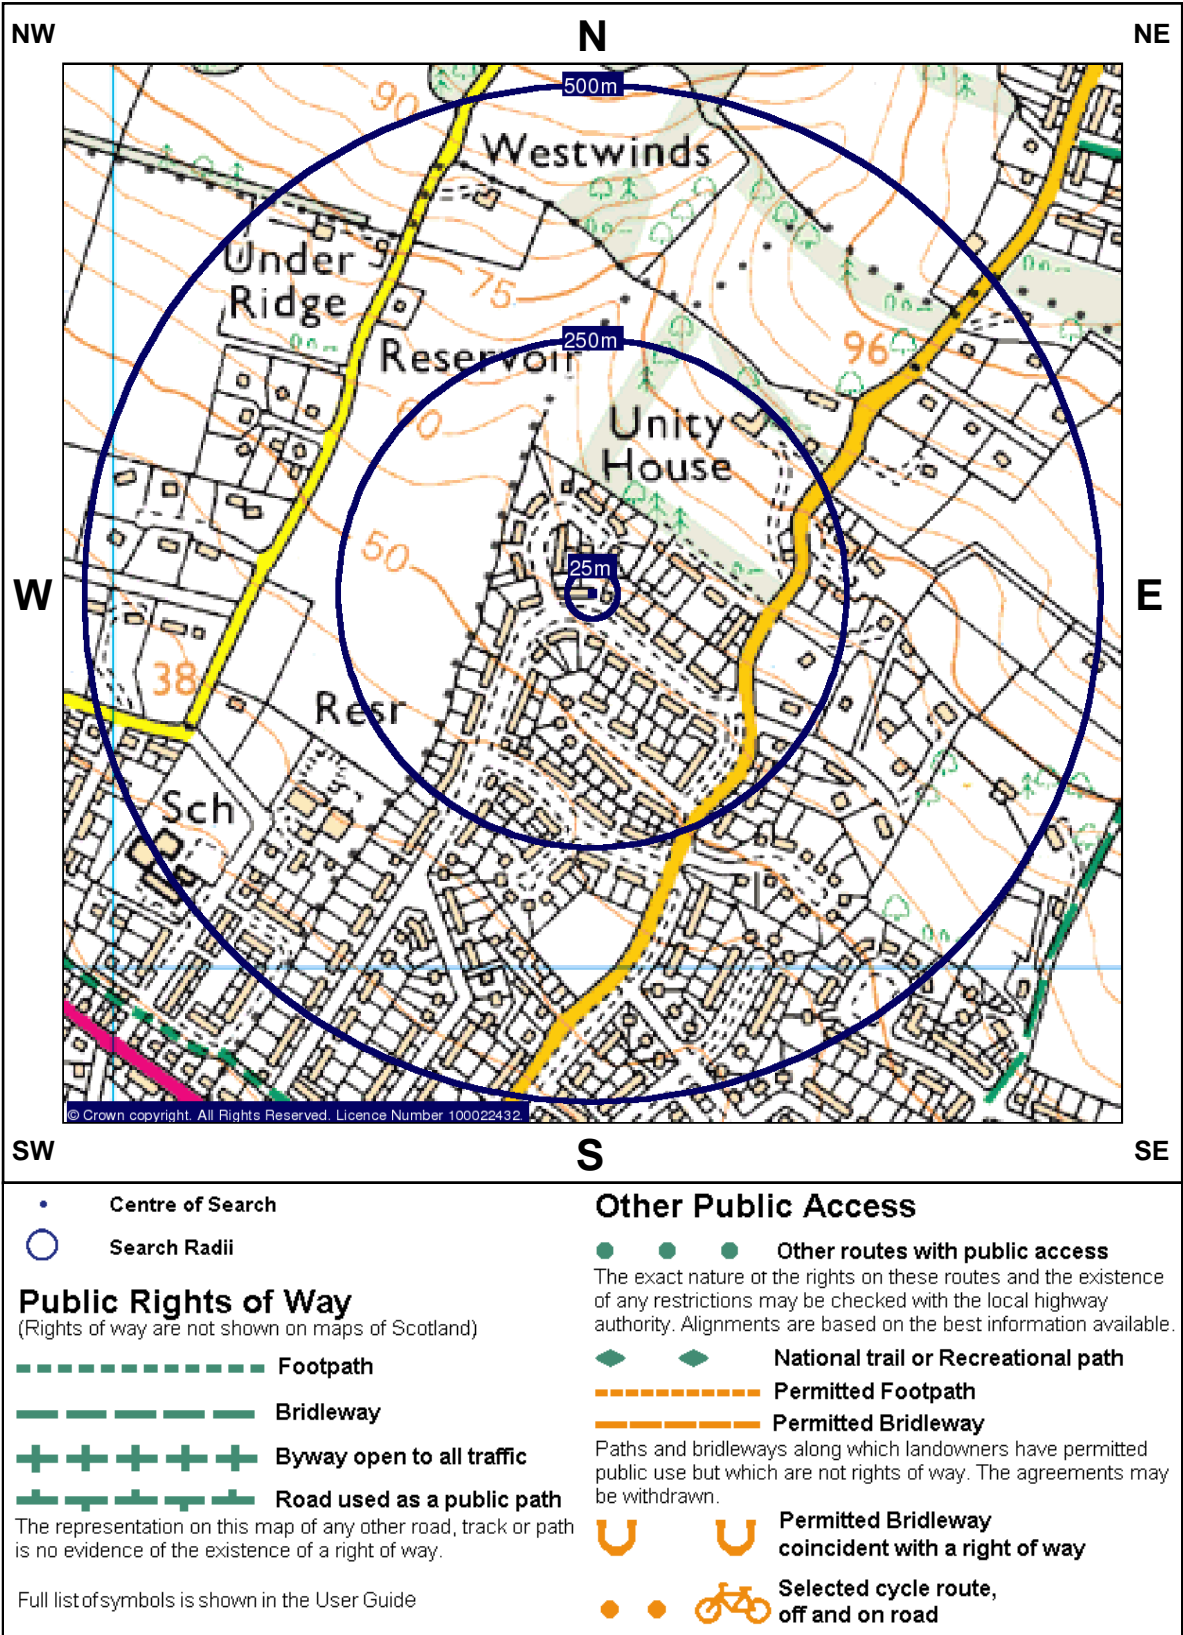 NW
N
NE
500m
90
Westwinds
Under
Ridge
75
Reservoir
250m
96
60
Unity
House
50
25m
W
E
38
Resr
Sch
© Crown copyright. All Rights Reserved. Licence Number 100022432.
SW
S
SE
Centre of Search
Search Radii
Public Rights of Way
(Rights of way are not shown on maps of Scotland)
Footpath
Bridleway
Byway open to all traffic
Road used as a public path
The representation on this map of any other road, track or path
is no evidence of the existence of a right of way.
Full list of symbols is shown in the User Guide
Other Public Access
Other routes with public access
The exact nature of the rights on these routes and the existence
of any restrictions may be checked with the local highway
authority. Alignments are based on the best information available.
National trail or Recreational path
Permitted Footpath
Permitted Bridleway
Paths and bridleways along which landowners have permitted
public use but which are not rights of way. The agreements may
be withdrawn.
Permitted Bridleway
coincident with a right of way
Selected cycle route,
off and on road